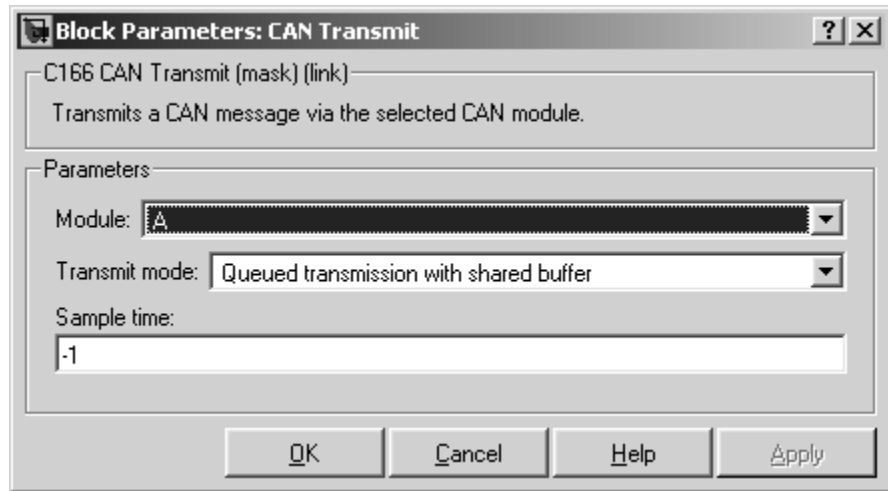 Block Parameters: CAN Transmit
C166 CAN Transmit (mask) (link)
Transmits a CAN message via the selected CAN module.
Parameters
Module: A
Transmit mode: Queued transmission with shared buffer
Sample time:
-1
OK Cancel Help Apply